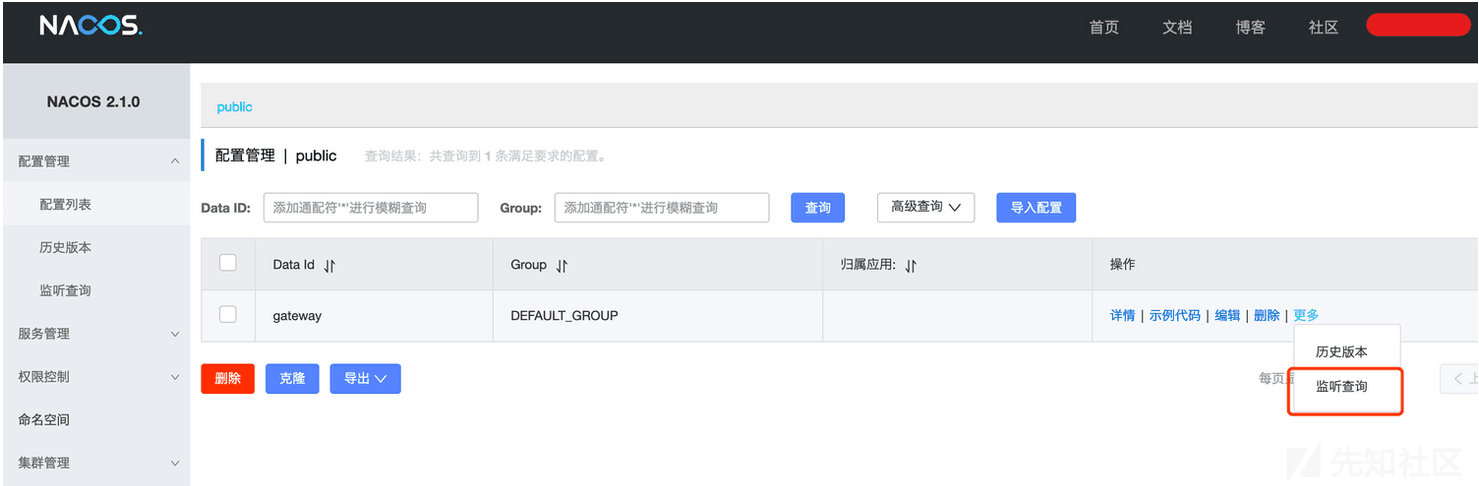 NACOS. 首页 文档 博客 社区
NACOS 2.1.0
public
配置管理
配置管理 | public 查询结果：共查询到 1 条满足要求的配置。
配置列表
Data ID: 添加通配符'*'进行模糊查询 Group: 添加通配符'*'进行模糊查询 查询 高级查询 导入配置
历史版本
Data Id Group 归属应用: 操作
监听查询
gateway DEFAULT_GROUP 详情 | 示例代码 | 编辑 | 删除 | 更多
服务管理
历史版本
权限控制
删除 克隆 导出 每页 监听查询 上
命名空间
集群管理
先知社区